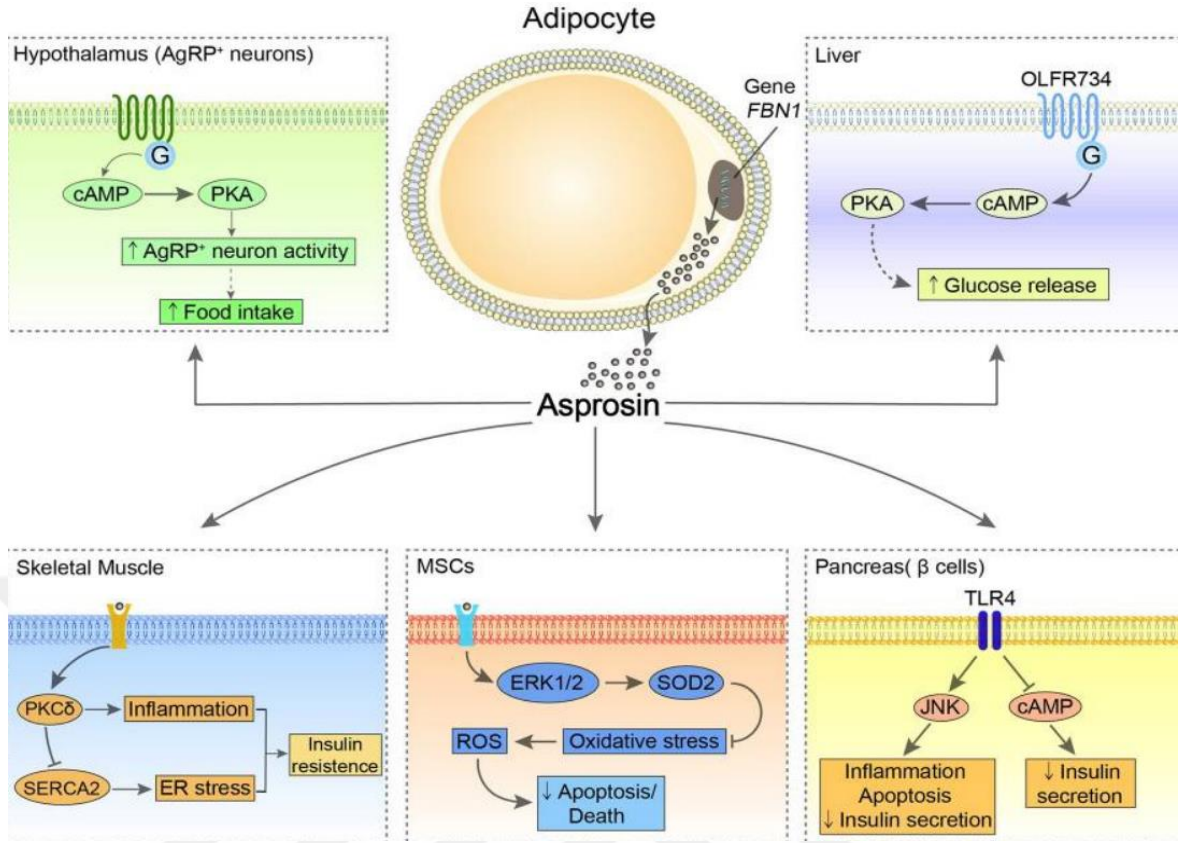 Adipocyte
Hypothalamus (AgRP⁺ neurons)
G
cAMP
PKA
↑ AgRP⁺ neuron activity
↑ Food intake
Gene
FBN1
Liver
OLFR734
G
PKA
cAMP
↑ Glucose release
Asprosin
Skeletal Muscle
PKCδ
Inflammation
SERCA2
ER stress
Insulin
resistence
MSCs
ERK1/2
SOD2
ROS
Oxidative stress
↓ Apoptosis/
Death
Pancreas( β cells)
TLR4
JNK
cAMP
Inflammation
Apoptosis
↓ Insulin secretion
↓ Insulin
secretion